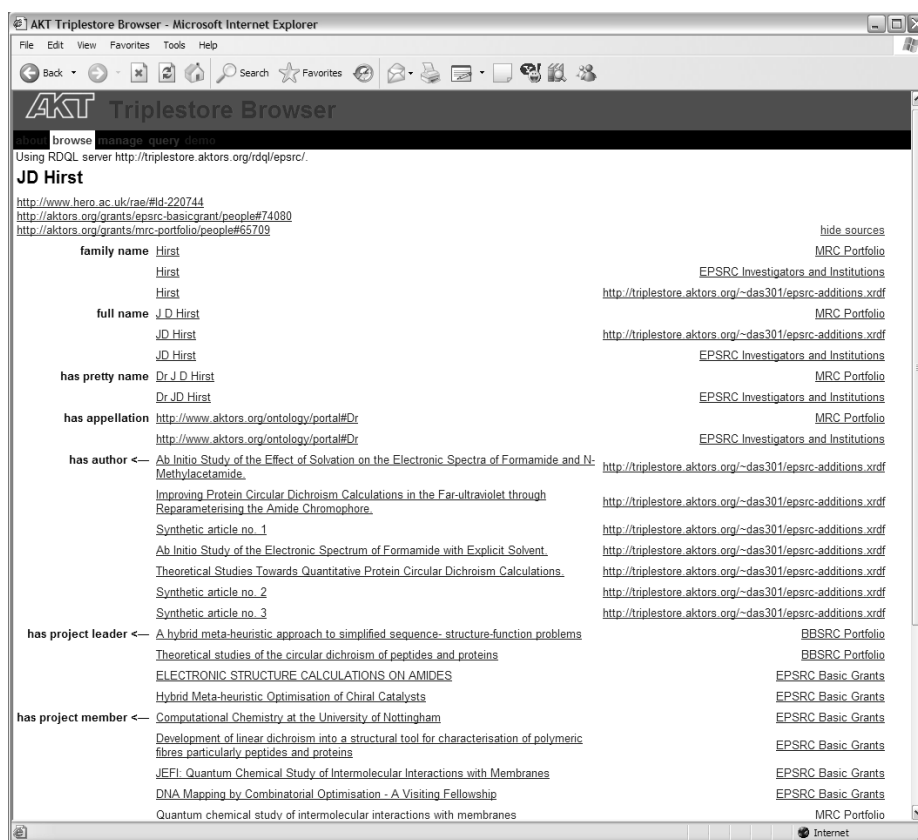 AKT Triplestore Browser - Microsoft Internet Explorer
File Edit View Favorites Tools Help
Back Search Favorites
AKT Triplestore Browser
about browse manage query demo
Using RDQL server http://triplestore.aktors.org/rdql/epsrc/.
JD Hirst
http://www.hero.ac.uk/rae/#Id-220744
http://aktors.org/grants/epsrc-basicgrant/people#74080
http://aktors.org/grants/mrc-portfolio/people#65709 hide sources
family name Hirst MRC Portfolio
Hirst EPSRC Investigators and Institutions
Hirst http://triplestore.aktors.org/~das301/epsrc-additions.xrdf
full name J D Hirst MRC Portfolio
JD Hirst http://triplestore.aktors.org/~das301/epsrc-additions.xrdf
JD Hirst EPSRC Investigators and Institutions
has pretty name Dr J D Hirst MRC Portfolio
Dr JD Hirst EPSRC Investigators and Institutions
has appellation http://www.aktors.org/ontology/portal#Dr MRC Portfolio
http://www.aktors.org/ontology/portal#Dr EPSRC Investigators and Institutions
has author <— Ab Initio Study of the Effect of Solvation on the Electronic Spectra of Formamide and N-
Methylacetamide. http://triplestore.aktors.org/~das301/epsrc-additions.xrdf
Improving Protein Circular Dichroism Calculations in the Far-ultraviolet through
Reparameterising the Amide Chromophore. http://triplestore.aktors.org/~das301/epsrc-additions.xrdf
Synthetic article no. 1 http://triplestore.aktors.org/~das301/epsrc-additions.xrdf
Ab Initio Study of the Electronic Spectrum of Formamide with Explicit Solvent. http://triplestore.aktors.org/~das301/epsrc-additions.xrdf
Theoretical Studies Towards Quantitative Protein Circular Dichroism Calculations. http://triplestore.aktors.org/~das301/epsrc-additions.xrdf
Synthetic article no. 2 http://triplestore.aktors.org/~das301/epsrc-additions.xrdf
Synthetic article no. 3 http://triplestore.aktors.org/~das301/epsrc-additions.xrdf
has project leader <— A hybrid meta-heuristic approach to simplified sequence- structure-function problems BBSRC Portfolio
Theoretical studies of the circular dichroism of peptides and proteins BBSRC Portfolio
ELECTRONIC STRUCTURE CALCULATIONS ON AMIDES EPSRC Basic Grants
Hybrid Meta-heuristic Optimisation of Chiral Catalysts EPSRC Basic Grants
has project member <— Computational Chemistry at the University of Nottingham EPSRC Basic Grants
Development of linear dichroism into a structural tool for characterisation of polymeric
fibres particularly peptides and proteins EPSRC Basic Grants
JEFI: Quantum Chemical Study of Intermolecular Interactions with Membranes EPSRC Basic Grants
DNA Mapping by Combinatorial Optimisation - A Visiting Fellowship EPSRC Basic Grants
Quantum chemical study of intermolecular interactions with membranes MRC Portfolio
Internet